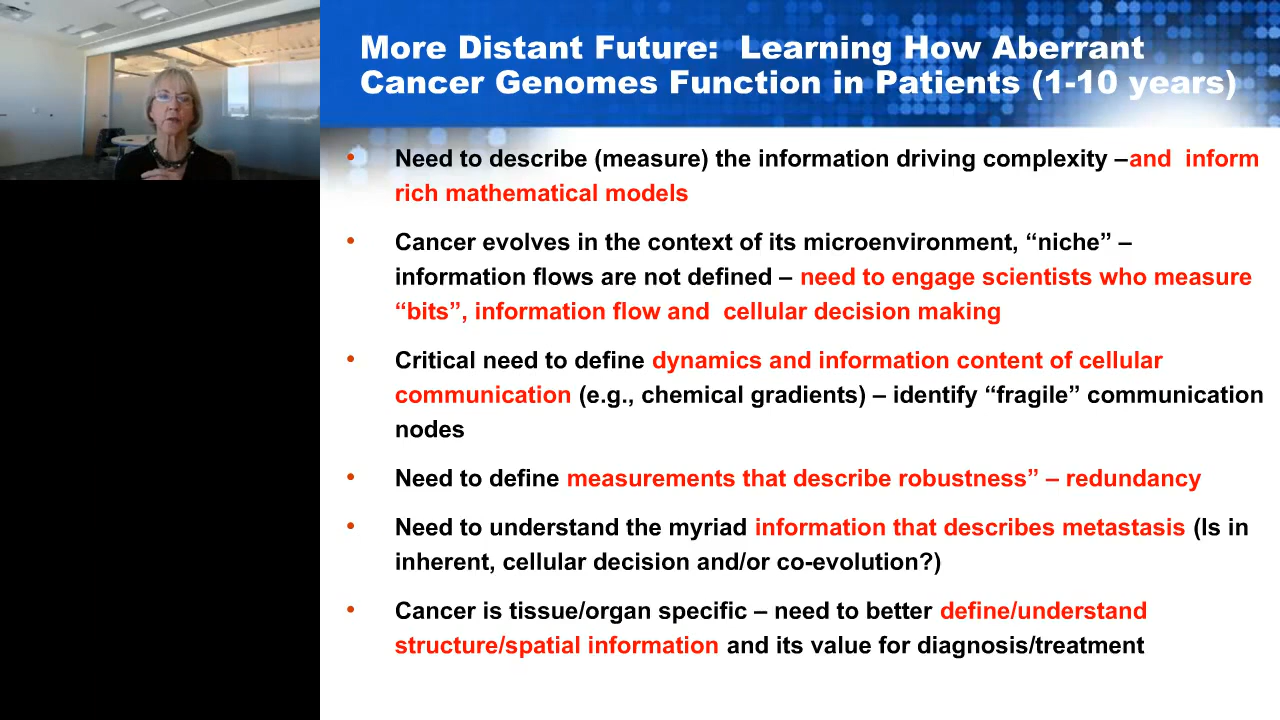 More Distant Future:  Learning How Aberrant
Cancer Genomes Function in Patients (1-10 years)
• Need to describe (measure) the information driving complexity –and  inform
rich mathematical models
• Cancer evolves in the context of its microenvironment, “niche” –
information flows are not defined – need to engage scientists who measure
“bits”, information flow and  cellular decision making
• Critical need to define dynamics and information content of cellular
communication (e.g., chemical gradients) – identify “fragile” communication
nodes
• Need to define measurements that describe robustness” – redundancy
• Need to understand the myriad information that describes metastasis (Is in
inherent, cellular decision and/or co-evolution?)
• Cancer is tissue/organ specific – need to better define/understand
structure/spatial information and its value for diagnosis/treatment